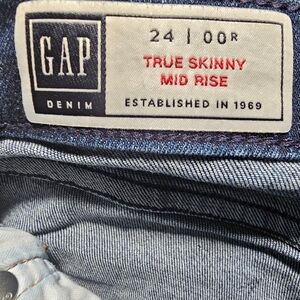 GAP
DENIM
24 | 00R
TRUE SKINNY
MID RISE
ESTABLISHED IN 1969